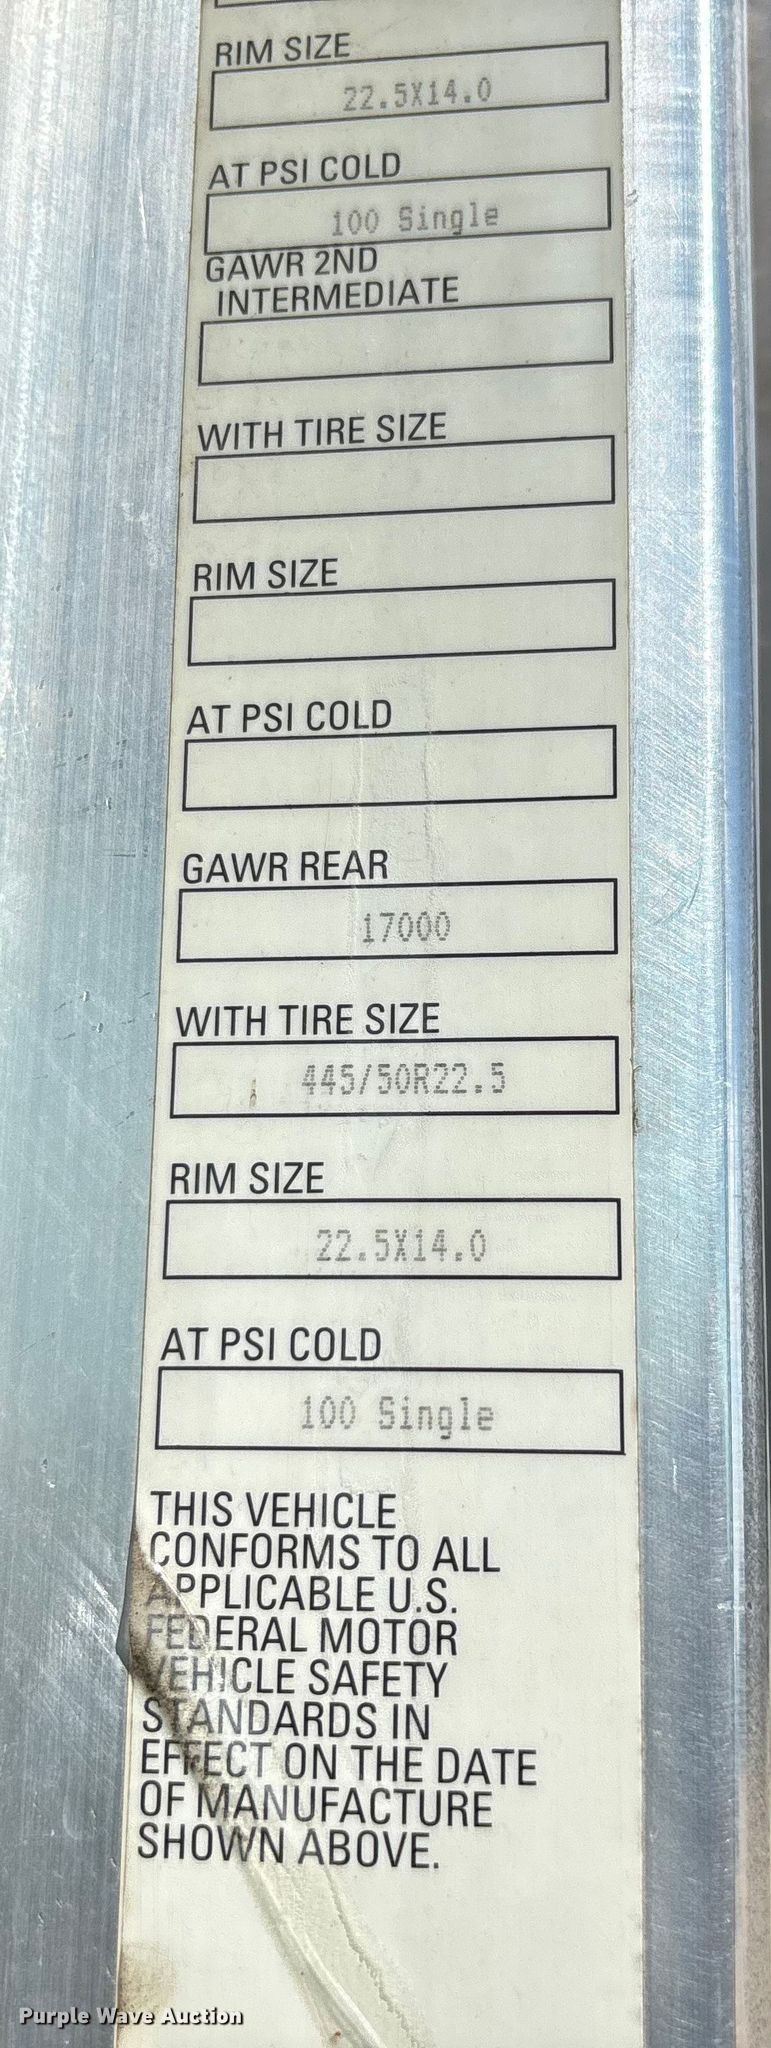 RIM SIZE
22.5X14.0
AT PSI COLD
100 Single
GAWR 2ND
INTERMEDIATE
WITH TIRE SIZE
RIM SIZE
AT PSI COLD
GAWR REAR
17000
WITH TIRE SIZE
445/50R22.5
RIM SIZE
22.5X14.0
AT PSI COLD
100 Single
THIS VEHICLE
CONFORMS TO ALL
APPLICABLE U.S.
FEDERAL MOTOR
VEHICLE SAFETY
STANDARDS IN
EFFECT ON THE DATE
OF MANUFACTURE
SHOWN ABOVE.
Purple Wave Auction